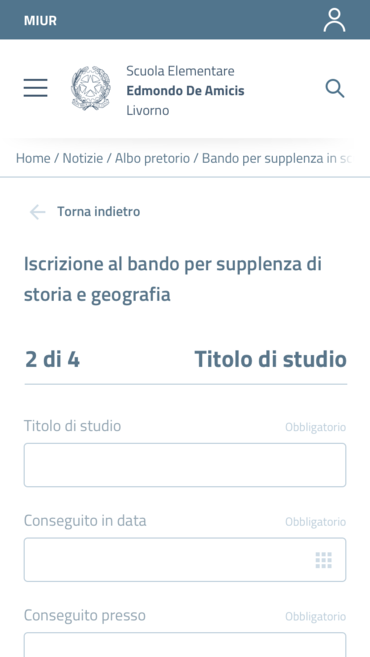 MIUR
Scuola Elementare
Edmondo De Amicis
Livorno
Home / Notizie / Albo pretorio / Bando per supplenza in sc
Torna indietro
Iscrizione al bando per supplenza di
storia e geografia
2 di 4 Titolo di studio
Titolo di studio Obbligatorio
Conseguito in data Obbligatorio
Conseguito presso Obbligatorio